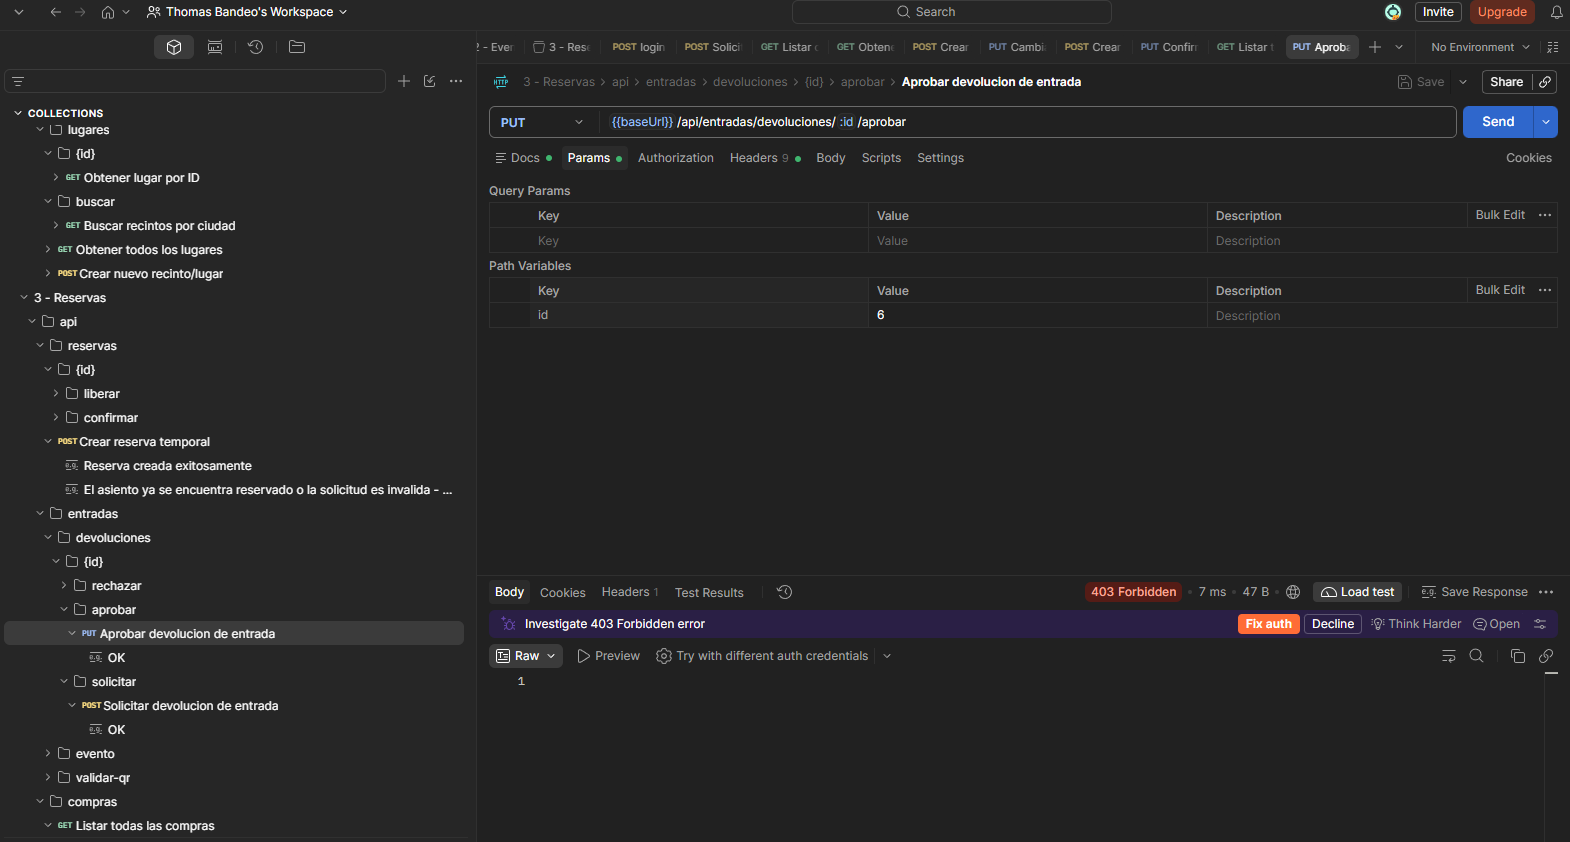 Thomas Bandeo's Workspace
Search
Invite
Upgrade
2 - Ever
3 - Rese
POST login
POST Solici
GET Listar
GET Obtene
POST Crear
PUT Cambi
POST Crear
PUT Confir
GET Listar t
PUT Aproba
No Environment
3 - Reservas > api > entradas > devoluciones > {id} > aprobar > Aprobar devolucion de entrada
Save
Share
COLLECTIONS
lugares
{id}
GET Obtener lugar por ID
buscar
GET Buscar recintos por ciudad
GET Obtener todos los lugares
POST Crear nuevo recinto/lugar
3 - Reservas
api
reservas
{id}
liberar
confirmar
POST Crear reserva temporal
e.g. Reserva creada exitosamente
e.g. El asiento ya se encuentra reservado o la solicitud es invalida - ...
entradas
devoluciones
{id}
rechazar
aprobar
PUT Aprobar devolucion de entrada
e.g. OK
solicitar
POST Solicitar devolucion de entrada
e.g. OK
evento
validar-qr
compras
GET Listar todas las compras
HTTP
PUT
{{baseUrl}} /api/entradas/devoluciones/ :id /aprobar
Send
Docs
Params
Authorization
Headers 9
Body
Scripts
Settings
Cookies
Query Params
Key Value Description Bulk Edit
Key Value Description
Path Variables
Key Value Description Bulk Edit
id 6 Description
Body
Cookies
Headers 1
Test Results
403 Forbidden
7 ms
47 B
Load test
e.g. Save Response
Investigate 403 Forbidden error
Fix auth
Decline
Think Harder
Open
Raw
Preview
Try with different auth credentials
1